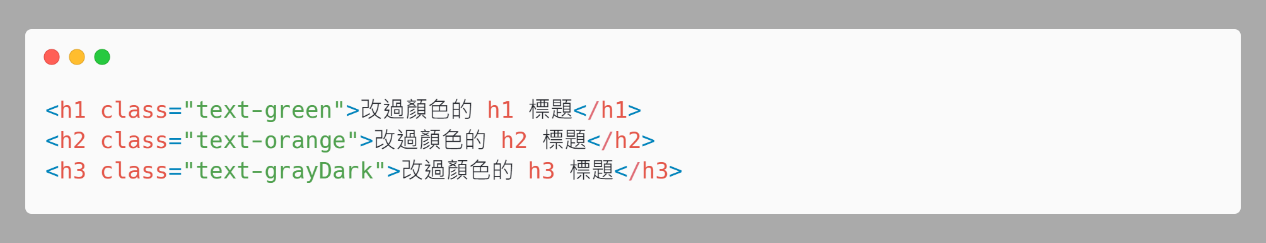 <h1 class="text-green">改過顏色的 h1 標題</h1>
<h2 class="text-orange">改過顏色的 h2 標題</h2>
<h3 class="text-grayDark">改過顏色的 h3 標題</h3>